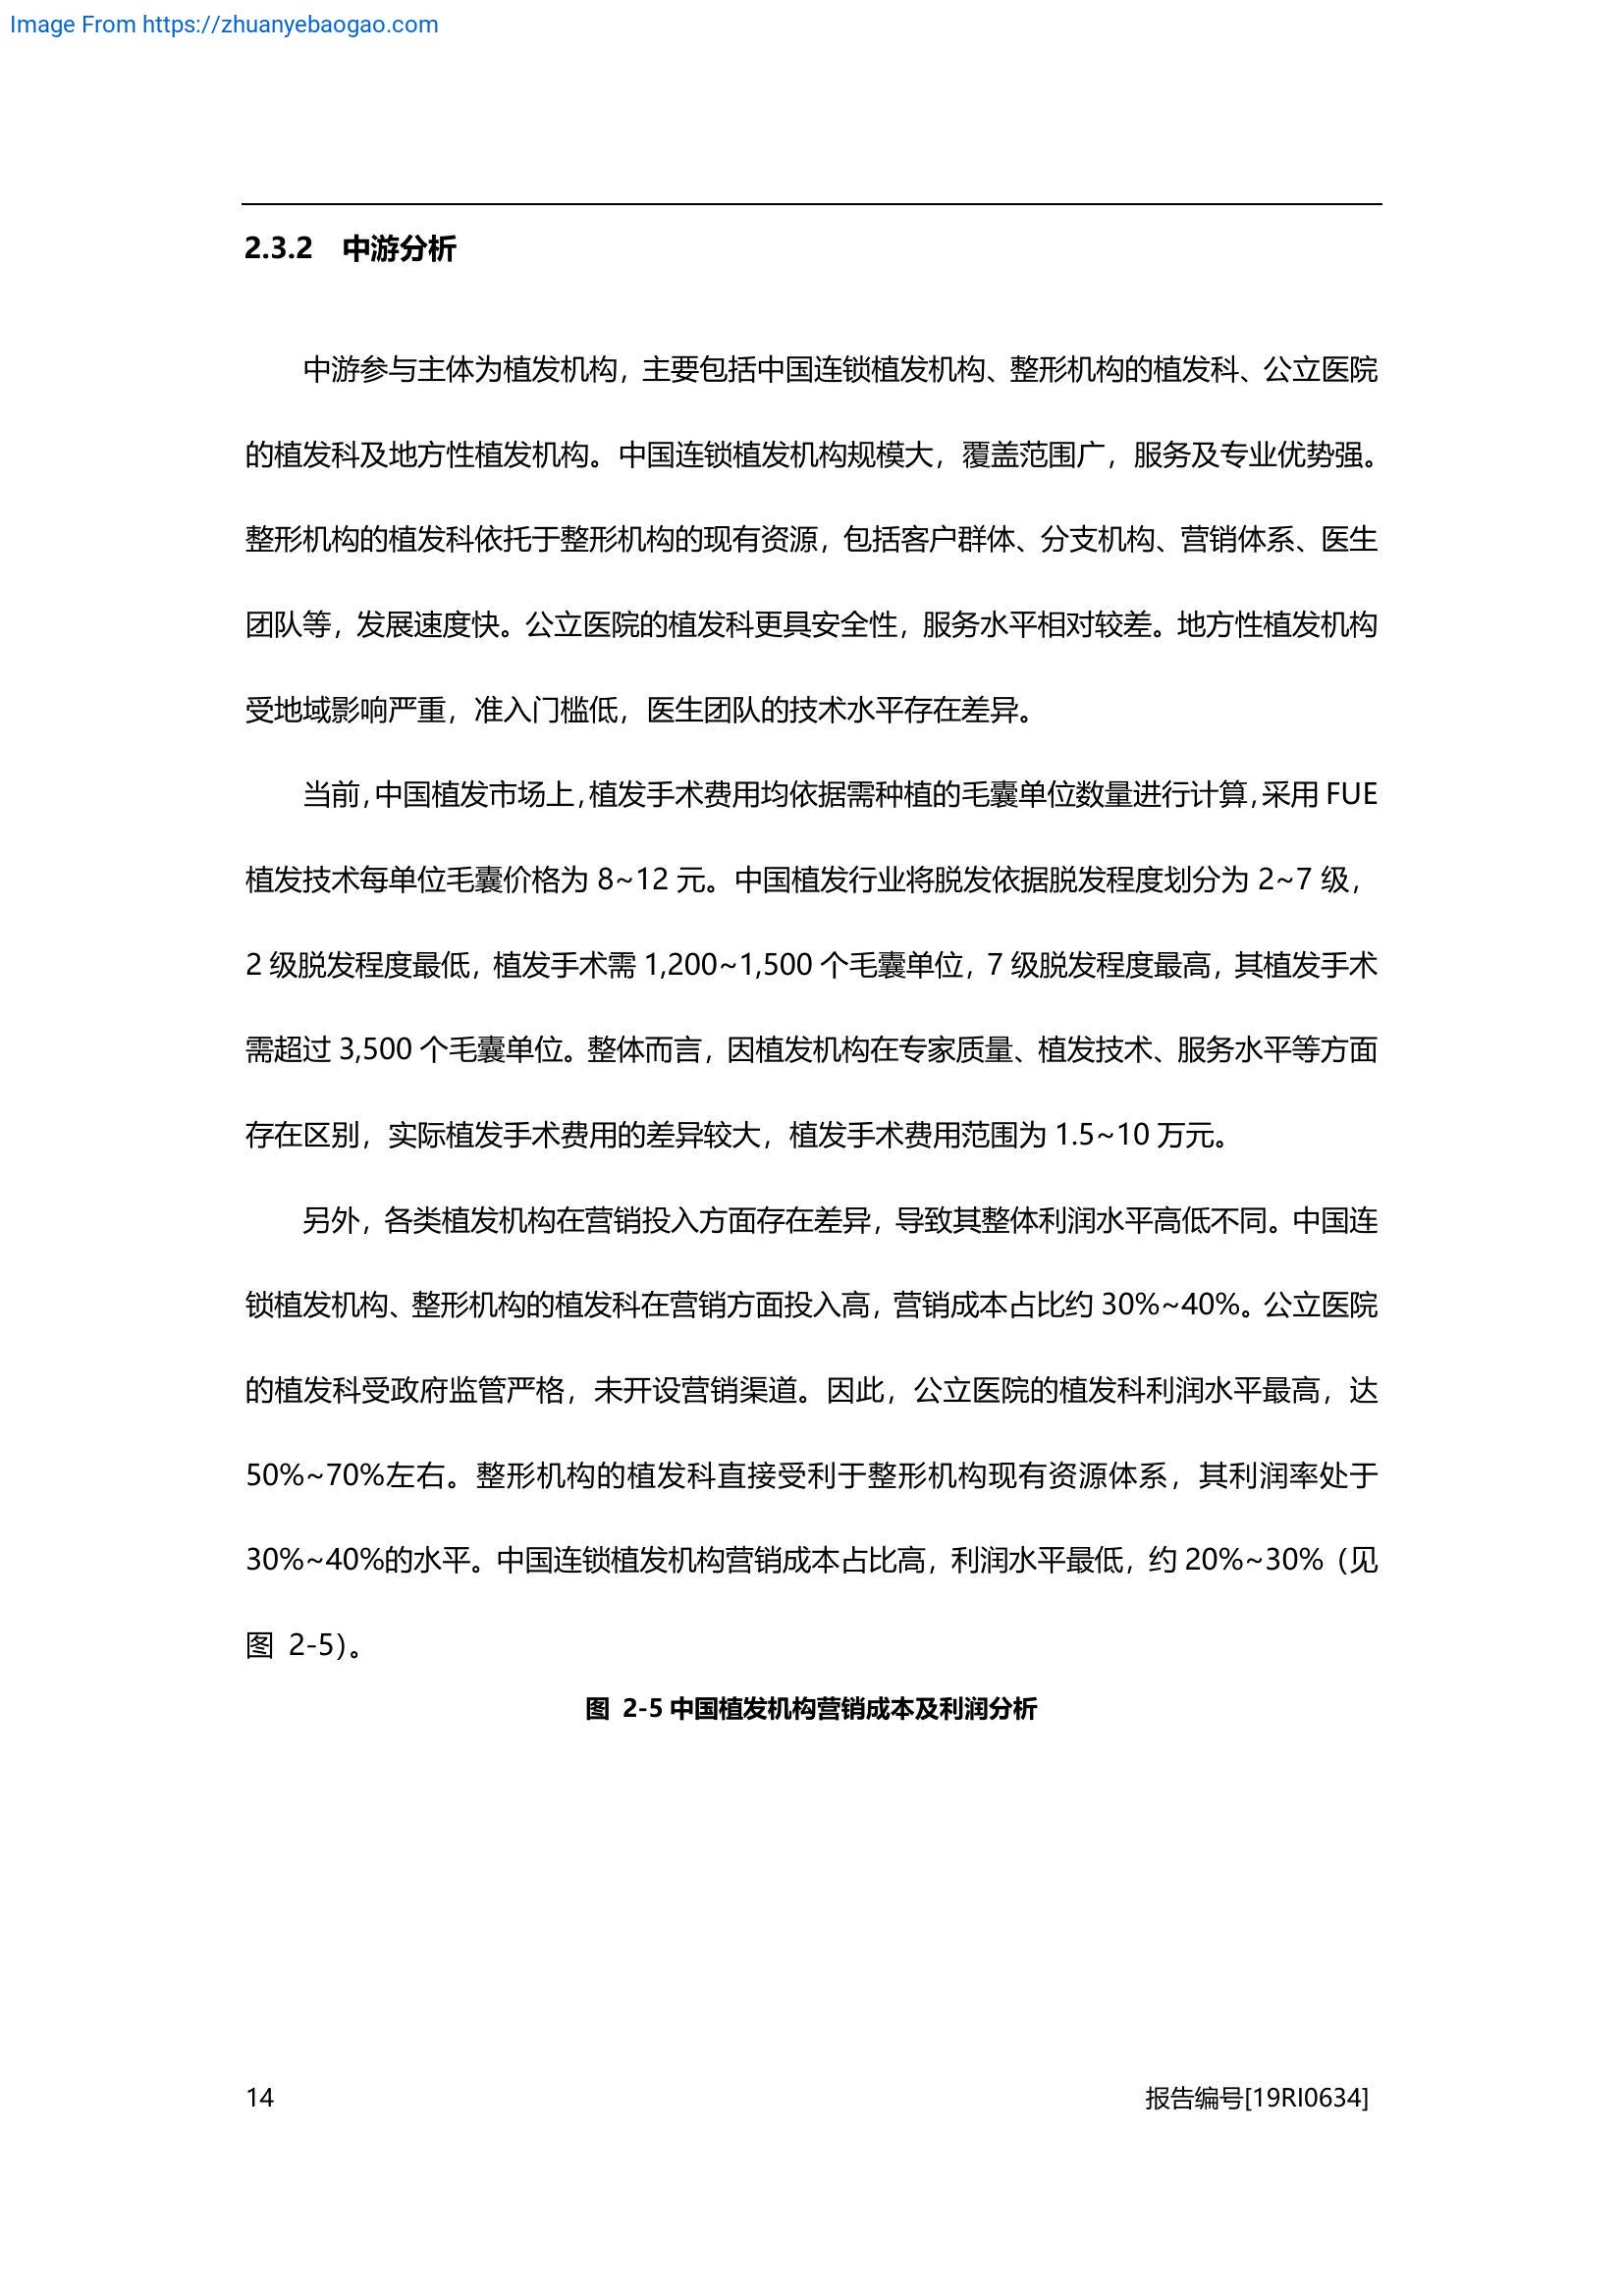 Image From https://zhuanyebaogao.com
2.3.2 中游分析
中游参与主体为植发机构，主要包括中国连锁植发机构、整形机构的植发科、公立医院
的植发科及地方性植发机构。中国连锁植发机构规模大，覆盖范围广，服务及专业优势强。
整形机构的植发科依托于整形机构的现有资源，包括客户群体、分支机构、营销体系、医生
团队等，发展速度快。公立医院的植发科更具安全性，服务水平相对较差。地方性植发机构
受地域影响严重，准入门槛低，医生团队的技术水平存在差异。
当前，中国植发市场上，植发手术费用均依据需种植的毛囊单位数量进行计算，采用 FUE
植发技术每单位毛囊价格为 8~12 元。中国植发行业将脱发依据脱发程度划分为 2~7 级，
2 级脱发程度最低，植发手术需 1,200~1,500 个毛囊单位，7 级脱发程度最高，其植发手术
需超过 3,500 个毛囊单位。整体而言，因植发机构在专家质量、植发技术、服务水平等方面
存在区别，实际植发手术费用的差异较大，植发手术费用范围为 1.5~10 万元。
另外，各类植发机构在营销投入方面存在差异，导致其整体利润水平高低不同。中国连
锁植发机构、整形机构的植发科在营销方面投入高，营销成本占比约 30%~40%。公立医院
的植发科受政府监管严格，未开设营销渠道。因此，公立医院的植发科利润水平最高，达
50%~70%左右。整形机构的植发科直接受利于整形机构现有资源体系，其利润率处于
30%~40%的水平。中国连锁植发机构营销成本占比高，利润水平最低，约 20%~30%（见
图 2-5）。
图 2-5 中国植发机构营销成本及利润分析
14 报告编号[19RI0634]